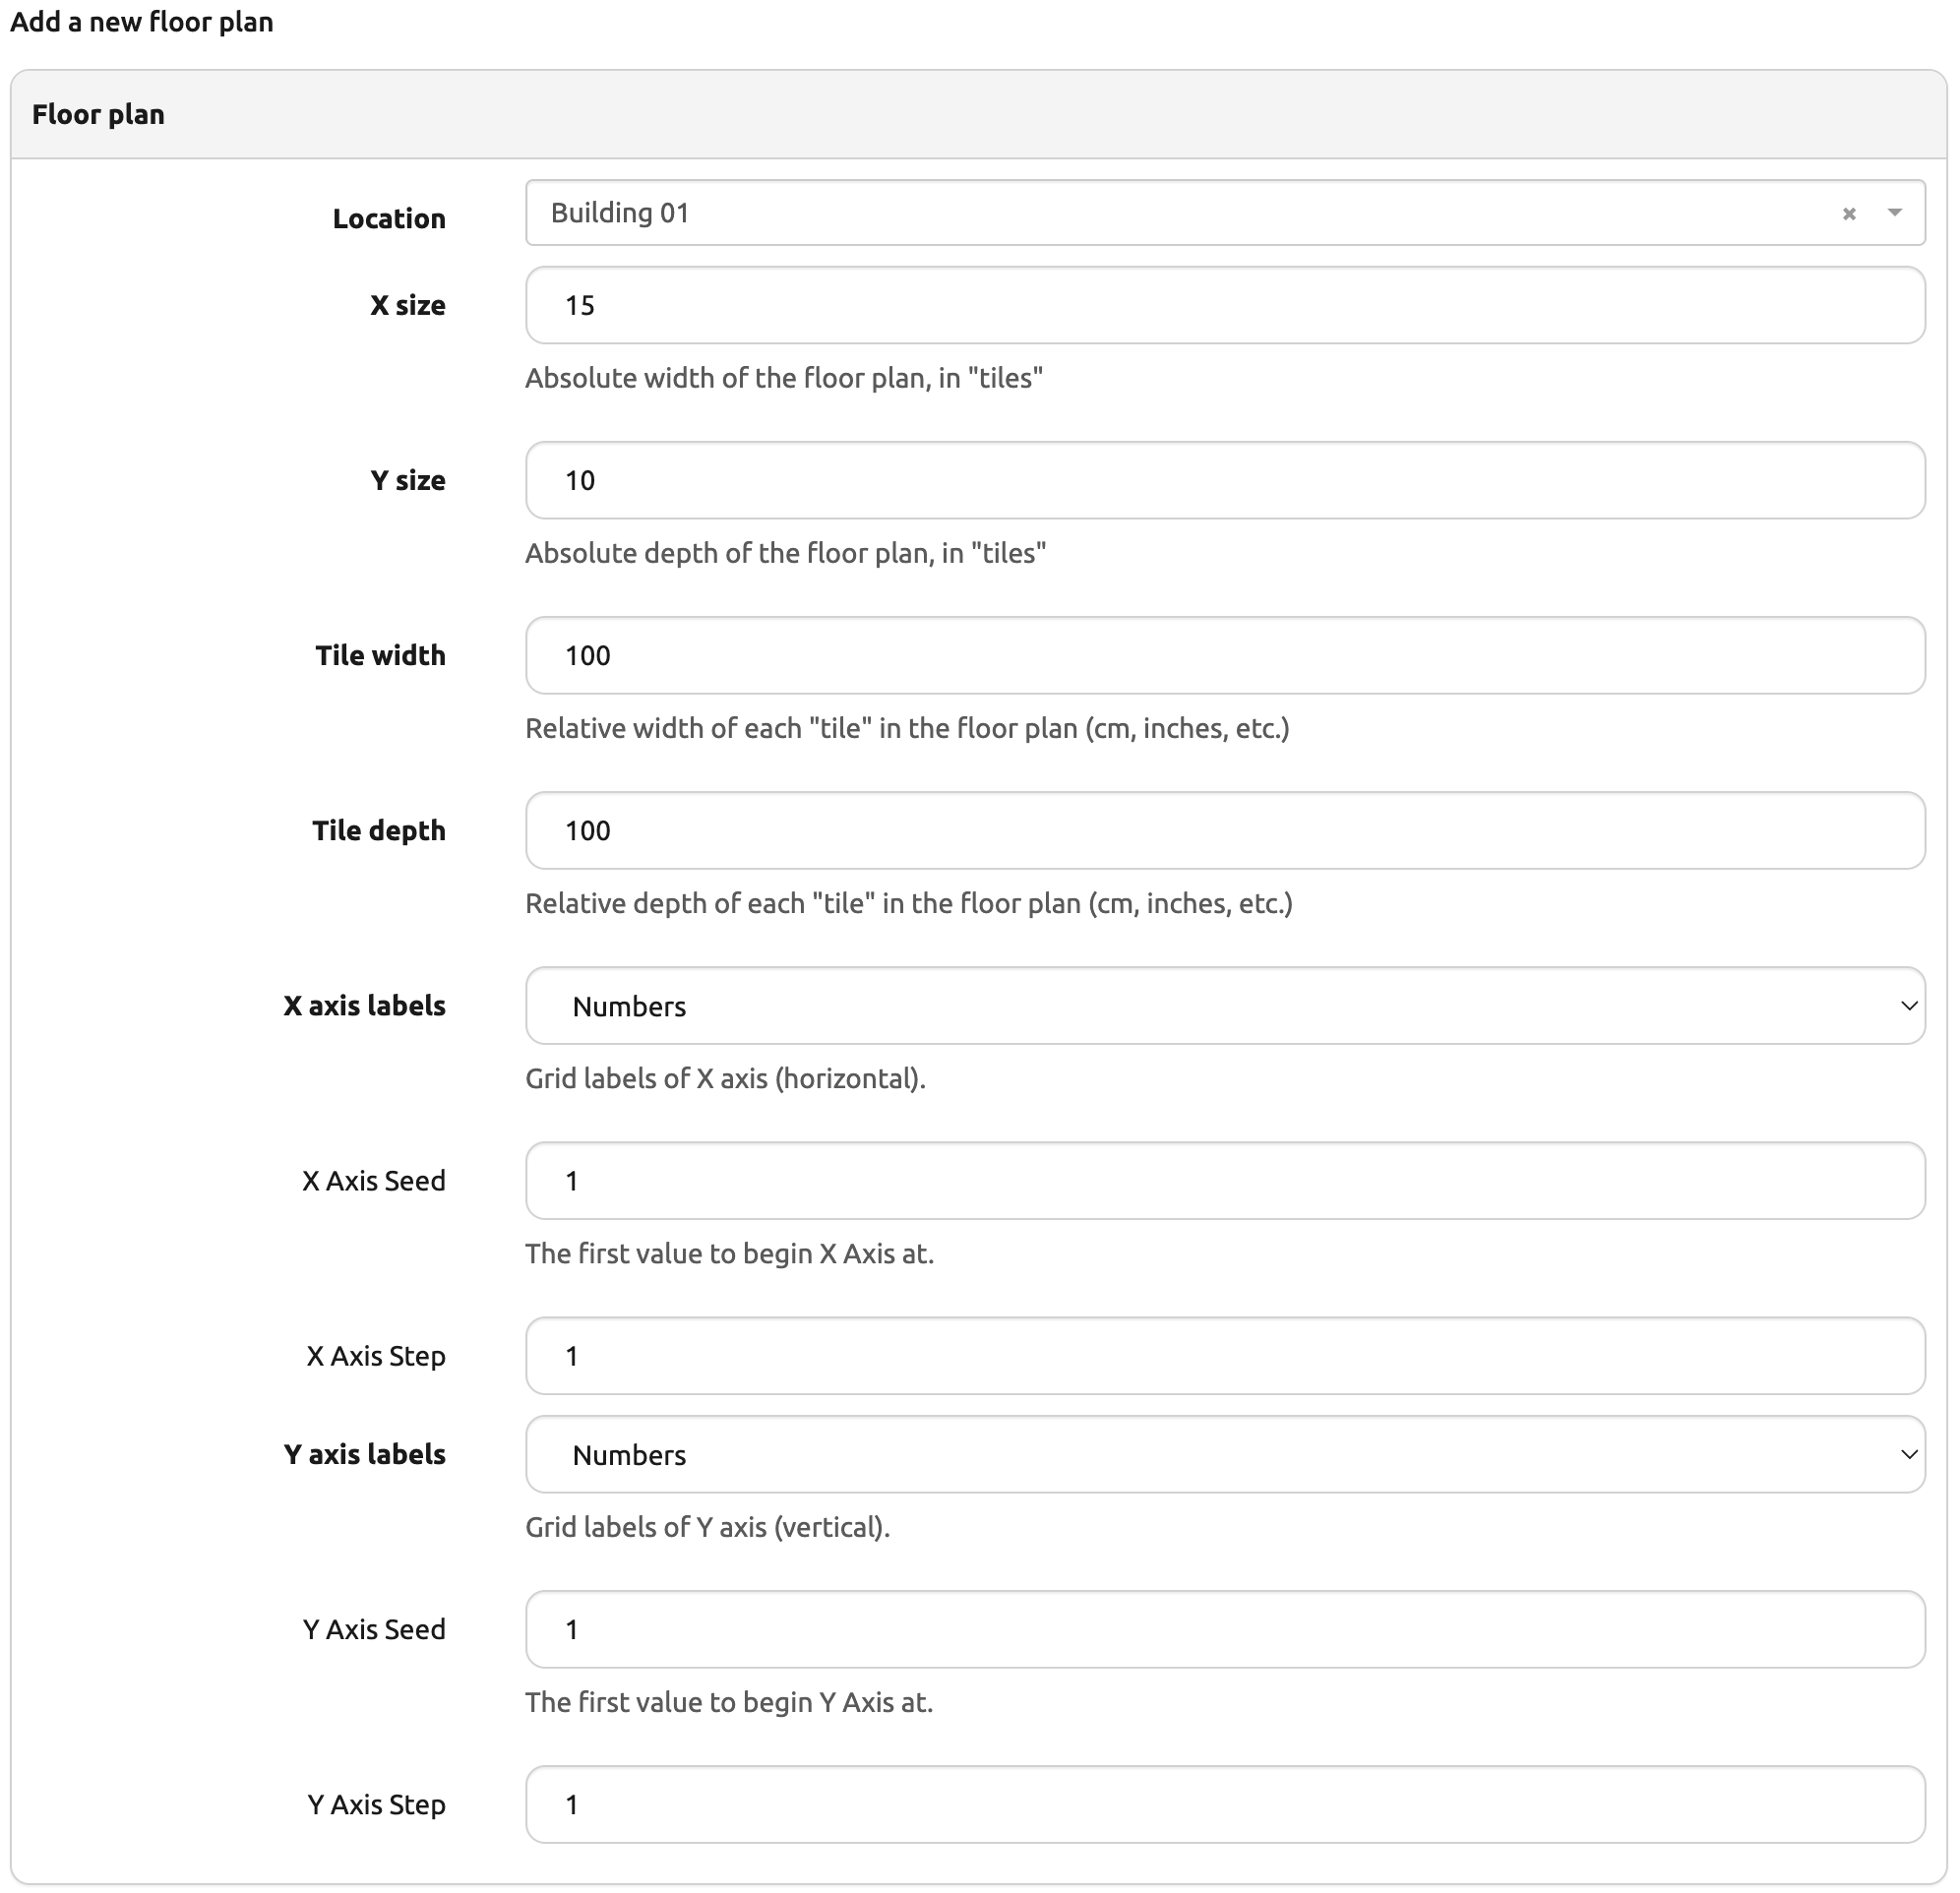 Add a new floor plan
Floor plan
Location
Building 01
X size
15
Absolute width of the floor plan, in "tiles"
Y size
10
Absolute depth of the floor plan, in "tiles"
Tile width
100
Relative width of each "tile" in the floor plan (cm, inches, etc.)
Tile depth
100
Relative depth of each "tile" in the floor plan (cm, inches, etc.)
X axis labels
Numbers
Grid labels of X axis (horizontal).
X Axis Seed
1
The first value to begin X Axis at.
X Axis Step
1
Y axis labels
Numbers
Grid labels of Y axis (vertical).
Y Axis Seed
1
The first value to begin Y Axis at.
Y Axis Step
1